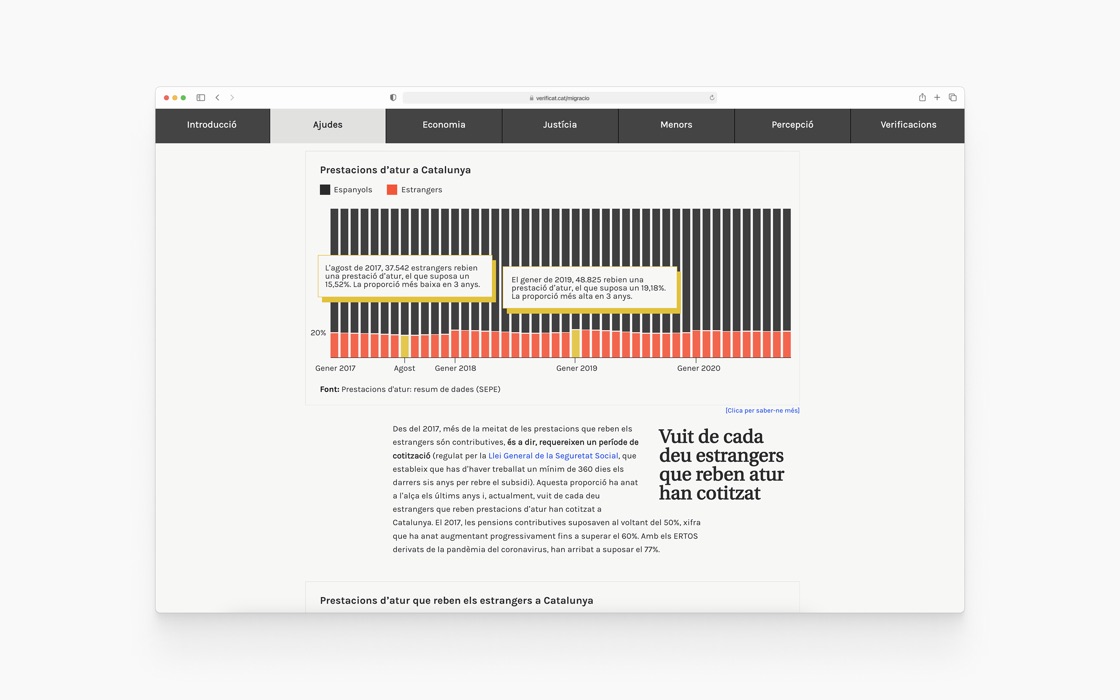 verificat.cat/migracio
Introducció
Ajudes
Economia
Justícia
Menors
Percepció
Verificacions
Prestacions d'atur a Catalunya
Espanyols
Estrangers
L'agost de 2017, 37.542 estrangers rebien
una prestació d'atur, el que suposa un
15,52%. La proporció més baixa en 3 anys.
El gener de 2019, 48.825 rebien una
prestació d'atur, el que suposa un 19,18%.
La proporció més alta en 3 anys.
20%
Gener 2017
Agost
Gener 2018
Gener 2019
Gener 2020
Font: Prestacions d'atur: resum de dades (SEPE)
[Clica per saber-ne més]
Des del 2017, més de la meitat de les prestacions que reben els
estrangers són contributives, és a dir, requereixen un període de
cotització (regulat per la Llei General de la Seguretat Social, que
estableix que has d'haver treballat un mínim de 360 dies els
darrers sis anys per rebre el subsidi). Aquesta proporció ha anat
a l'alça els últims anys i, actualment, vuit de cada deu
estrangers que reben prestacions d'atur han cotitzat a
Catalunya. El 2017, les pensions contributives suposaven al voltant del 50%, xifra
que ha anat augmentant progressivament fins a superar el 60%. Amb els ERTOS
derivats de la pandèmia del coronavirus, han arribat a suposar el 77%.
Vuit de cada
deu estrangers
que reben atur
han cotitzat
Prestacions d'atur que reben els estrangers a Catalunya